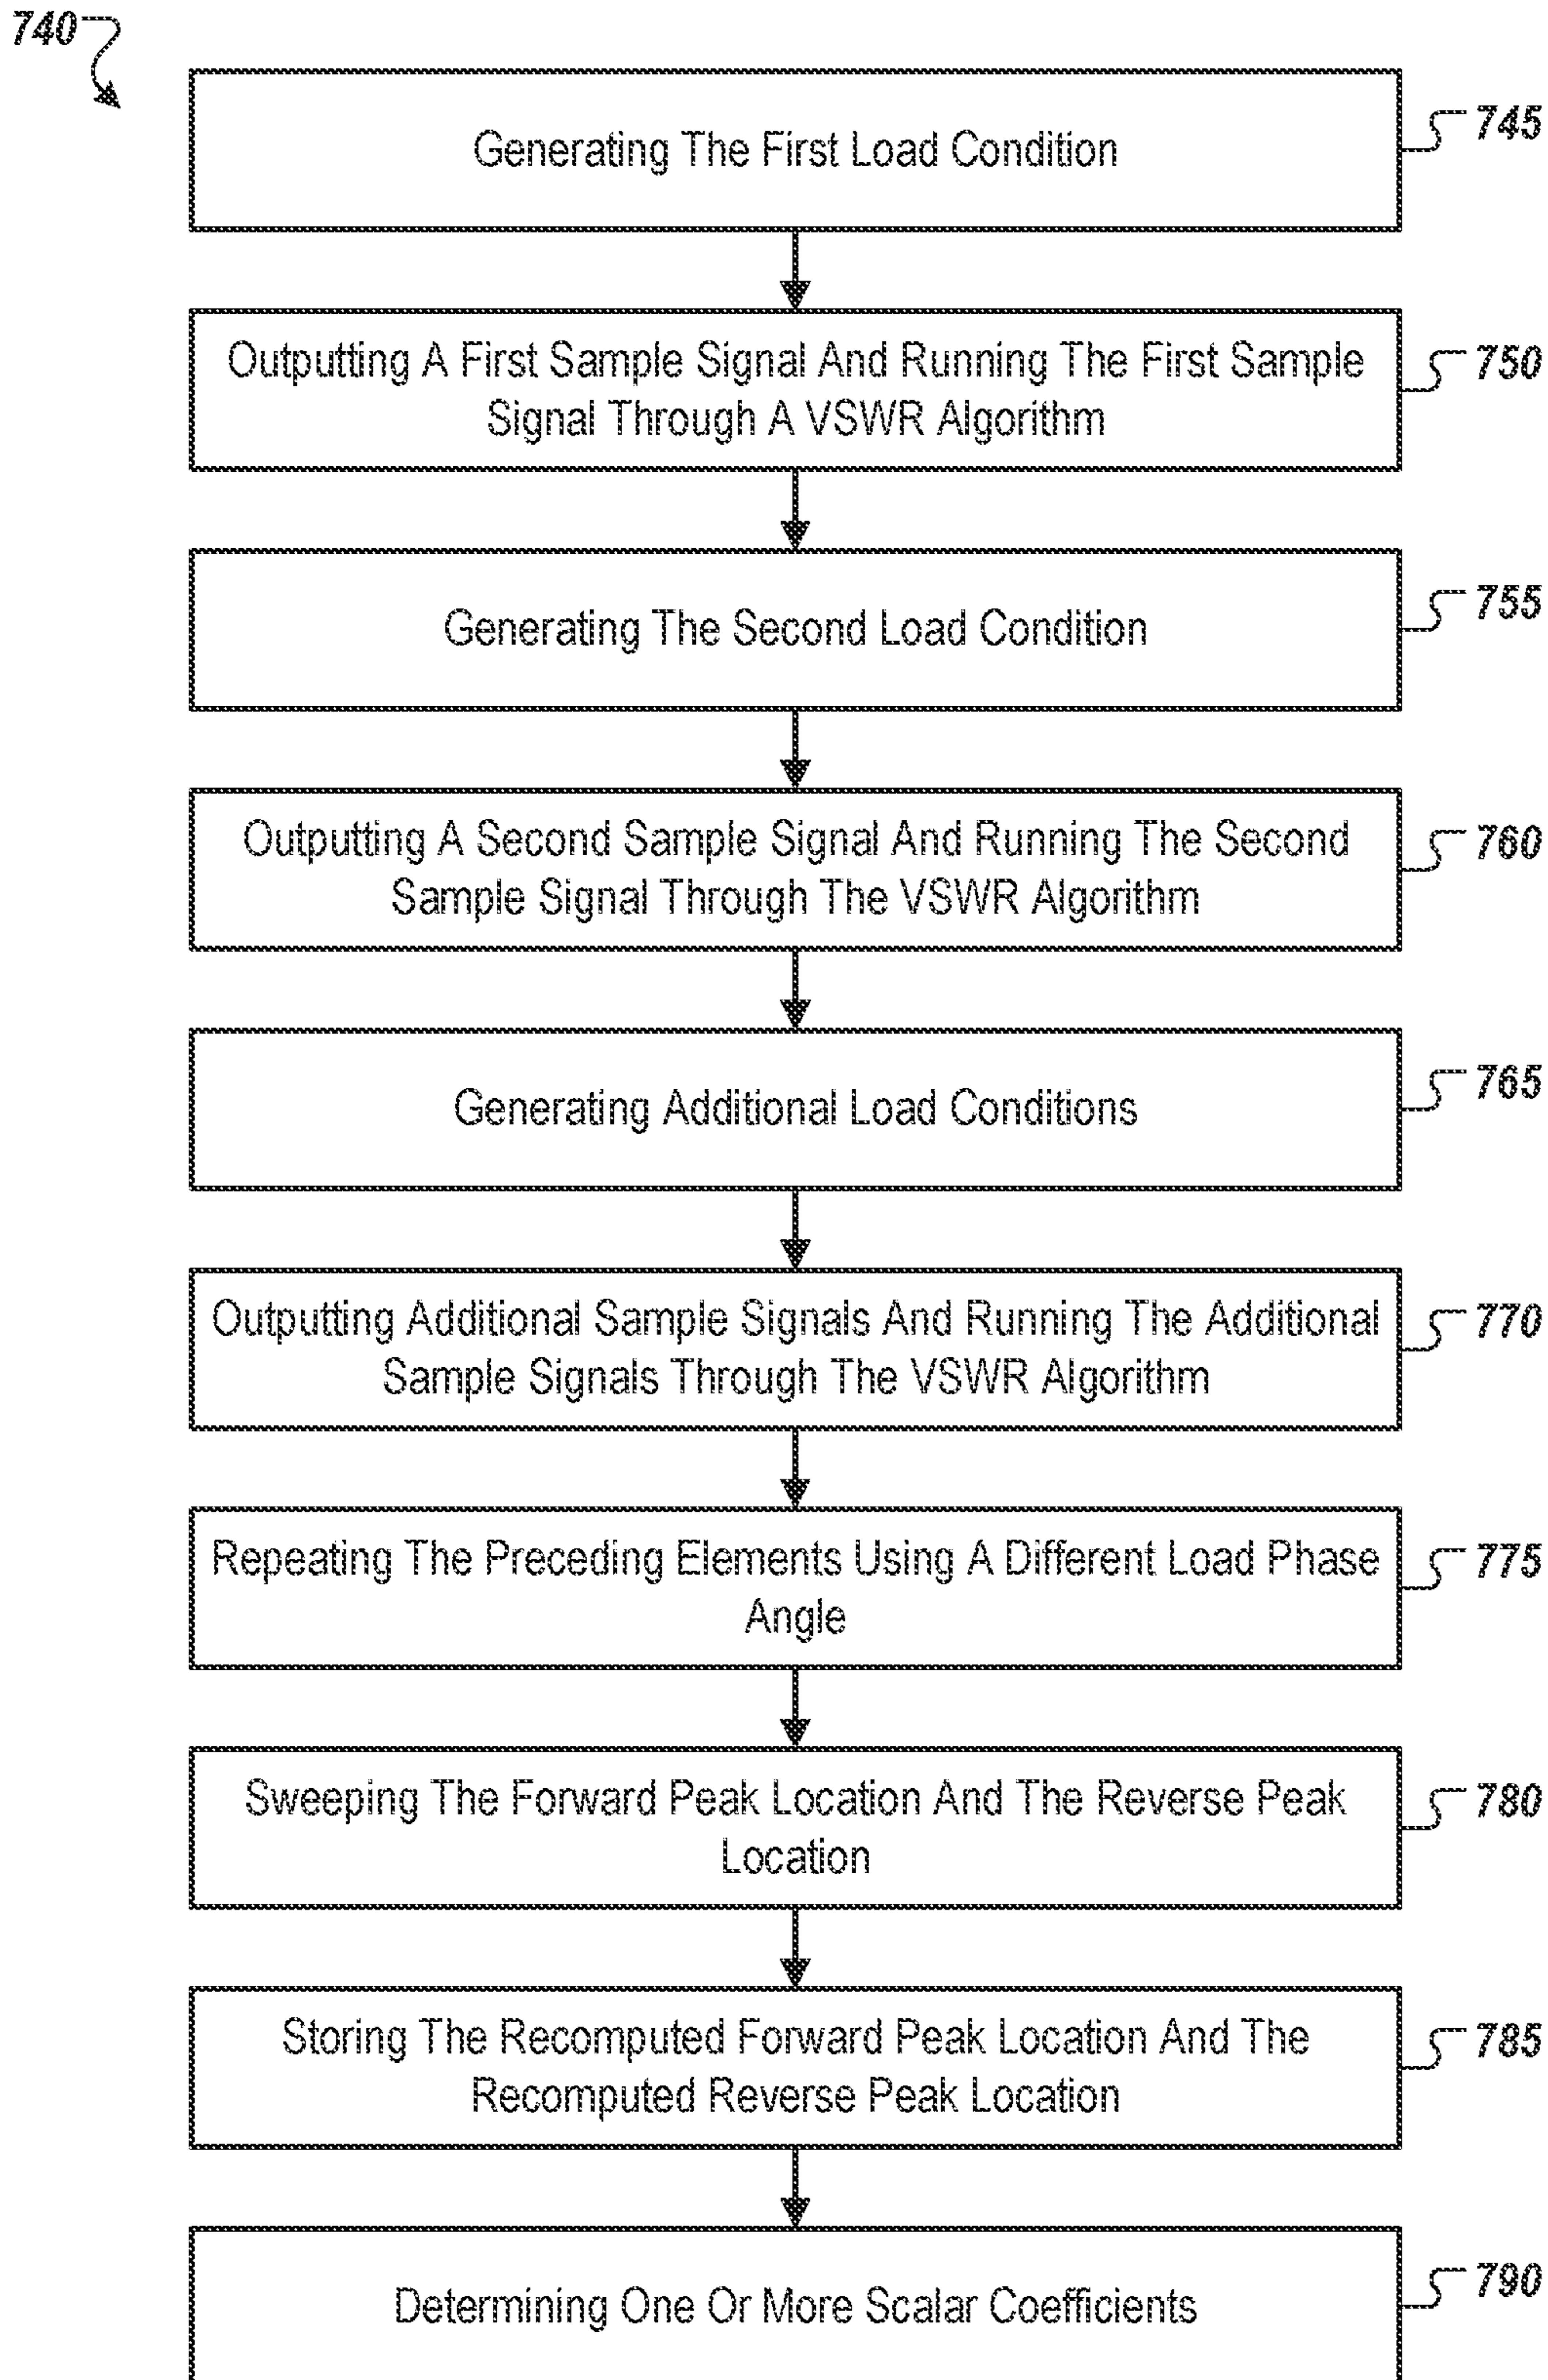 740
Generating The First Load Condition
745
Outputting A First Sample Signal And Running The First Sample
Signal Through A VSWR Algorithm
750
Generating The Second Load Condition
755
Outputting A Second Sample Signal And Running The Second
Sample Signal Through The VSWR Algorithm
760
Generating Additional Load Conditions
765
Outputting Additional Sample Signals And Running The Additional
Sample Signals Through The VSWR Algorithm
770
Repeating The Preceding Elements Using A Different Load Phase
Angle
775
Sweeping The Forward Peak Location And The Reverse Peak
Location
780
Storing The Recomputed Forward Peak Location And The
Recomputed Reverse Peak Location
785
Determining One Or More Scalar Coefficients
790